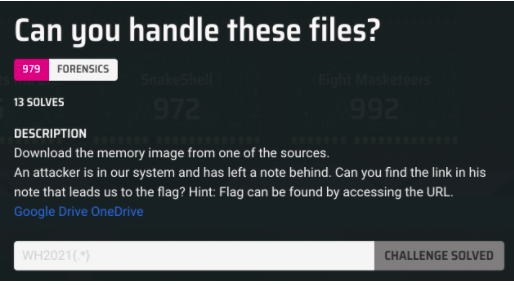 Can you handle these files?
979 FORENSICS
SnakeShell Eight Masketeers
13 SOLVES
972 992
DESCRIPTION
Download the memory image from one of the sources.
An attacker is in our system and has left a note behind. Can you find the link in his
note that leads us to the flag? Hint: Flag can be found by accessing the URL.
Google Drive OneDrive
WH2021{.*} CHALLENGE SOLVED